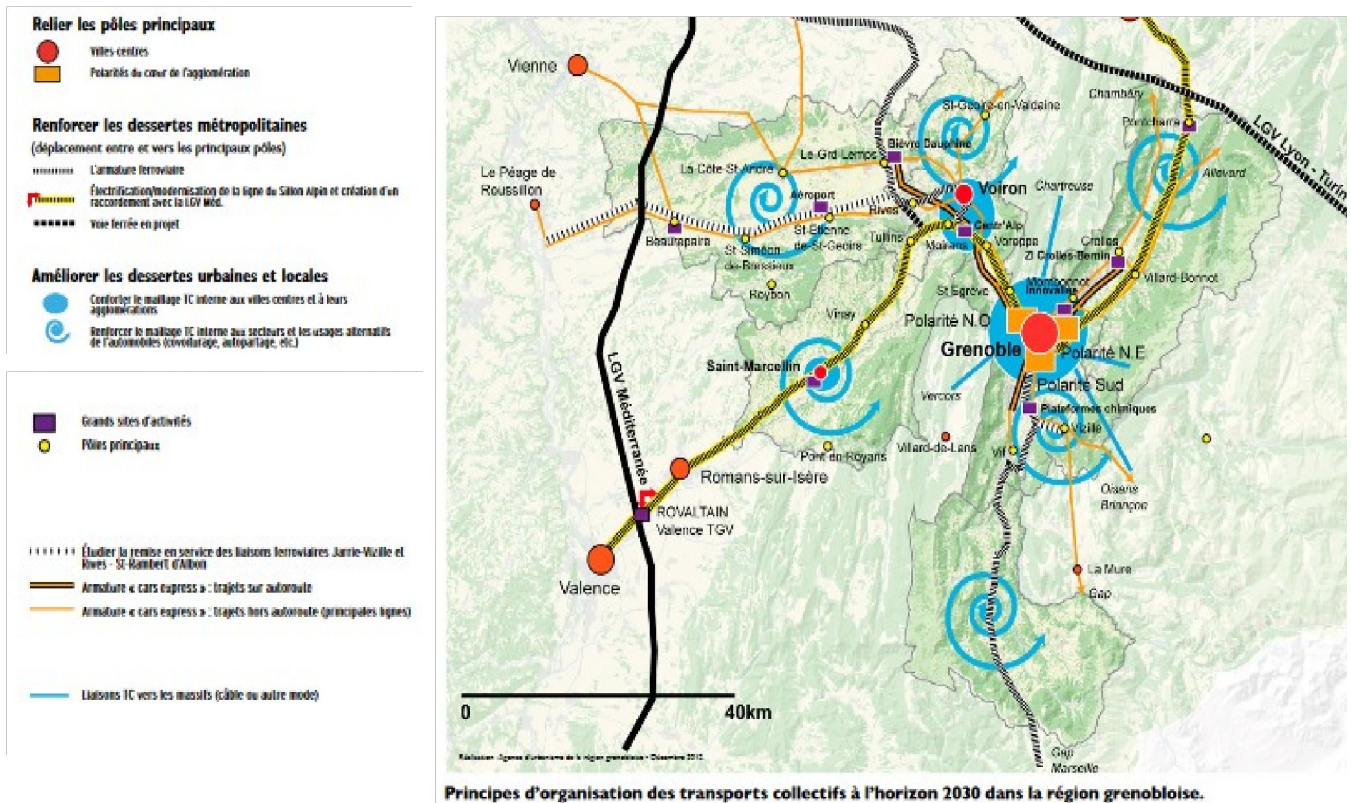 Relier les pôles principaux
Villes-centres
Polarités du cœur de l'agglomération
Renforcer les dessertes métropolitaines
(déplacement entre et vers les principaux pôles)
L'armature ferroviaire
Électrification/modernisation de la ligne du Sillon Alpin et création d'un
raccordement avec la LGV Méd.
Voie ferrée en projet
Améliorer les dessertes urbaines et locales
Conforter le maillage TC interne aux villes centres et à leurs
agglomérations
Renforcer le maillage TC interne aux secteurs et les usages alternatifs
de l'automobiles (covoiturage, autopartage, etc.)
Grands sites d'activités
Pôles principaux
Étudier la remise en service des liaisons ferroviaires Jarrie-Vizille et
Rives - St-Rambert d'Albon
Armature « cars express » : trajets sur autoroute
Armature « cars express » : trajets hors autoroute (principales lignes)
Liaisons TC vers les massifs (câble ou autre mode)
Vienne
St-Geoire-en-Valdaine
Chambéry
Pontcharra
LGV Lyon - Turin
Bièvre Dauphine
Le-Grd-Lemps
La-Côte-St-André
Le Péage de
Roussillon
Allevard
Voiron
Chartreuse
Aéroport
Rives
Centr'Alp
Beaurepaire
St-Etienne
de-St-Geoirs
St-Siméon
de-Bressieux
Tullins
Moirans
Voreppe
Crolles
ZI Crolles-Bernin
Villard-Bonnot
Montbonnot
Innovallée
Roybon
St Egrève
Vinay
Polarité N.O
Grenoble
Polarité N.E
Polarité Sud
Saint-Marcellin
LGV Méditerranée
Vercors
Plateformes chimiques
Vizille
Villard-de-Lans
Pont-en-Royans
Vif
Romans-sur-Isère
Oisans
Briançon
ROVALTAIN
Valence TGV
Valence
La Mure
Gap
0 40km
Gap
Marseille
Réalisation : Agence d'urbanisme de la région grenobloise - Décembre 2012.
Principes d'organisation des transports collectifs à l'horizon 2030 dans la région grenobloise.